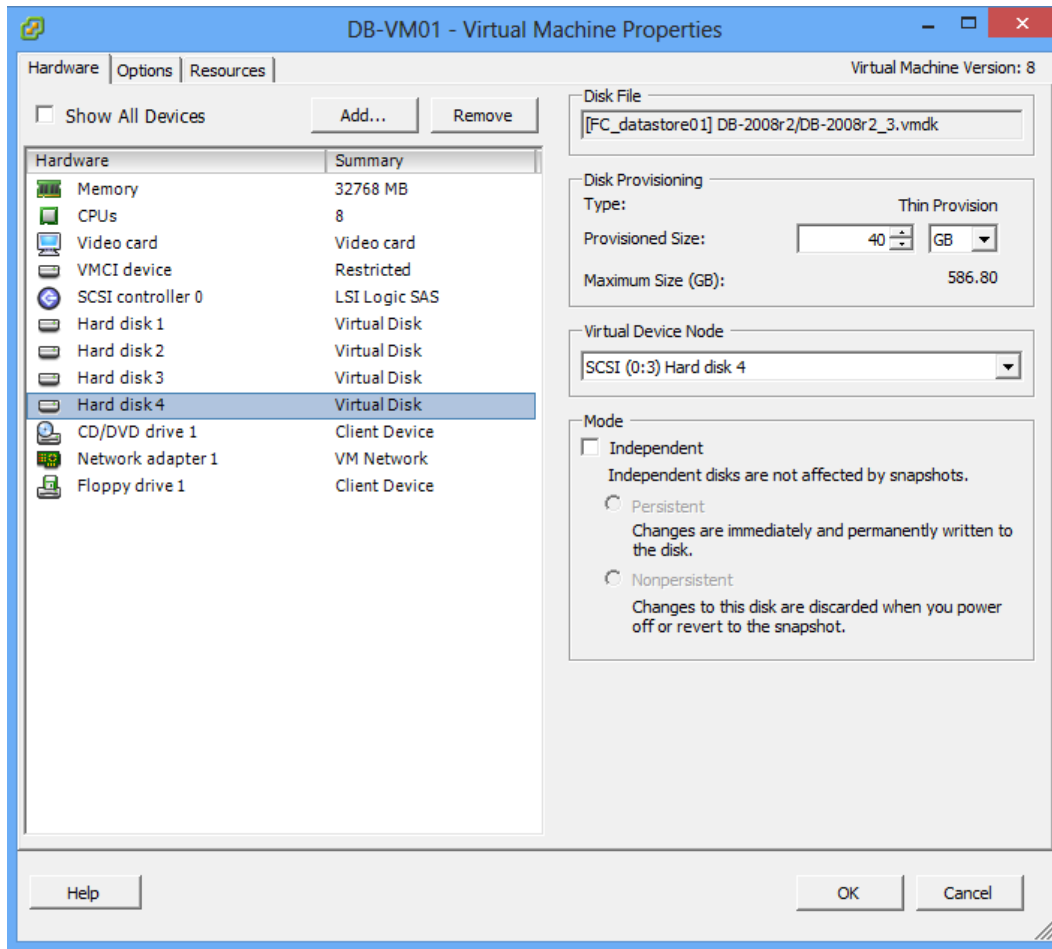 DB-VM01 - Virtual Machine Properties
Hardware Options Resources
Virtual Machine Version: 8
Show All Devices
Add...
Remove
Hardware Summary
Memory 32768 MB
CPUs 8
Video card Video card
VMCI device Restricted
SCSI controller 0 LSI Logic SAS
Hard disk 1 Virtual Disk
Hard disk 2 Virtual Disk
Hard disk 3 Virtual Disk
Hard disk 4 Virtual Disk
CD/DVD drive 1 Client Device
Network adapter 1 VM Network
Floppy drive 1 Client Device
Disk File
[FC_datastore01] DB-2008r2/DB-2008r2_3.vmdk
Disk Provisioning
Type: Thin Provision
Provisioned Size: 40 GB
Maximum Size (GB): 586.80
Virtual Device Node
SCSI (0:3) Hard disk 4
Mode
Independent
Independent disks are not affected by snapshots.
Persistent
Changes are immediately and permanently written to
the disk.
Nonpersistent
Changes to this disk are discarded when you power
off or revert to the snapshot.
Help
OK
Cancel